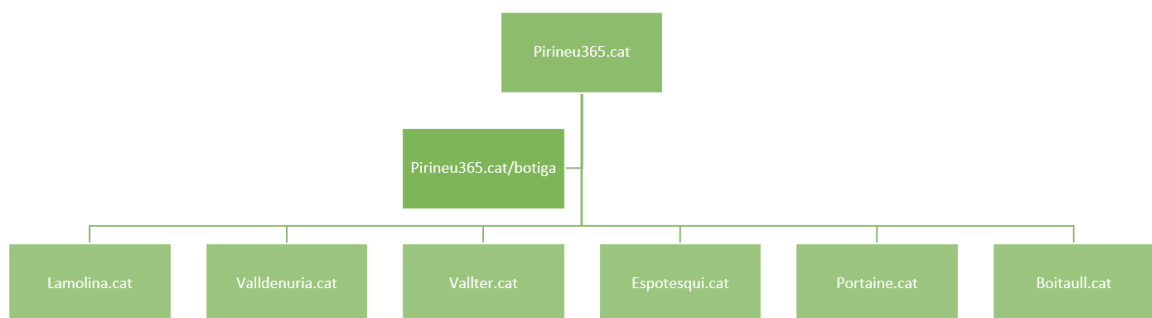 Pirineu365.cat
Pirineu365.cat/botiga
Lamolina.cat
Valldenuria.cat
Vallter.cat
Espotesqui.cat
Portaine.cat
Boitaull.cat